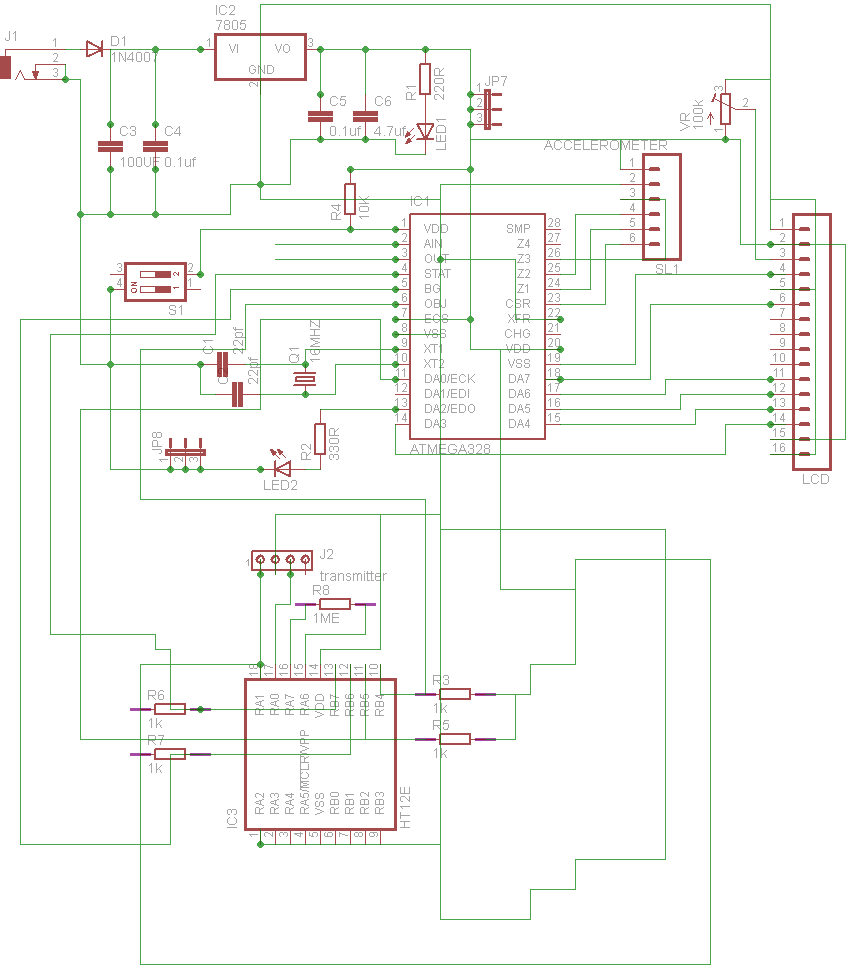 IC2
7805
J1
1
2
3
D1
1N4007
1
VI
VO
3
GND
2
C3
100UF
C4
0.1uf
C5
0.1uf
C6
4.7uf
R1
220R
LED1
JP7
1
2
3
VR
100k
3
2
1
ACCELEROMETER
1
2
3
4
5
6
SL1
R4
10K
IC1
1 VDD SMP 28
2 AIN Z4 27
3 OUT Z3 26
4 STAT Z2 25
5 BG Z1 24
6 OBJ CSR 23
7 EOS XFR 22
8 VSS CHG 21
9 XT1 VDD 20
10 XT2 VSS 19
11 DA0/ECK DA7 18
12 DA1/EDI DA6 17
13 DA2/EDO DA5 16
14 DA3 DA4 15
ATMEGA328
3 2
4 1
ON
1
2
S1
C1
22pf
22pf
Q1
16MHZ
JP8
1
2
3
LED2
R2
330R
1
2
3
4
5
6
7
8
9
10
11
12
13
14
15
16
LCD
1
J2
transmitter
R8
1ME
18 17 16 15 14 13 12 11 10
RA1 RA0 RA7 RA6 VDD RB7 RB6 RB5 RB4
RA2 RA3 RA4 RA5/MCLR/VPP VSS RB0 RB1 RB2 RB3
1 2 3 4 5 6 7 8 9
IC3
HT12E
R6
1k
R7
1k
R3
1k
R5
1k